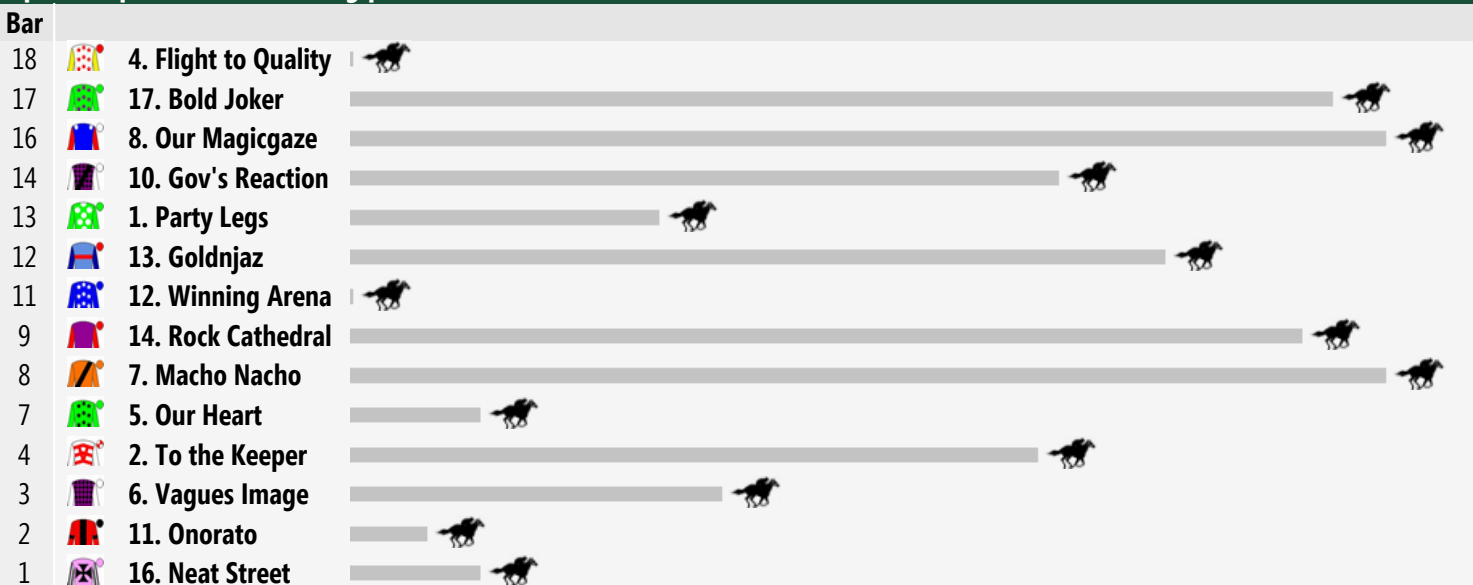 Bar
18 4. Flight to Quality
17 17. Bold Joker
16 8. Our Magicgaze
14 10. Gov's Reaction
13 1. Party Legs
12 13. Goldnjaz
11 12. Winning Arena
9 14. Rock Cathedral
8 7. Macho Nacho
7 5. Our Heart
4 2. To the Keeper
3 6. Vagues Image
2 11. Onorato
1 16. Neat Street